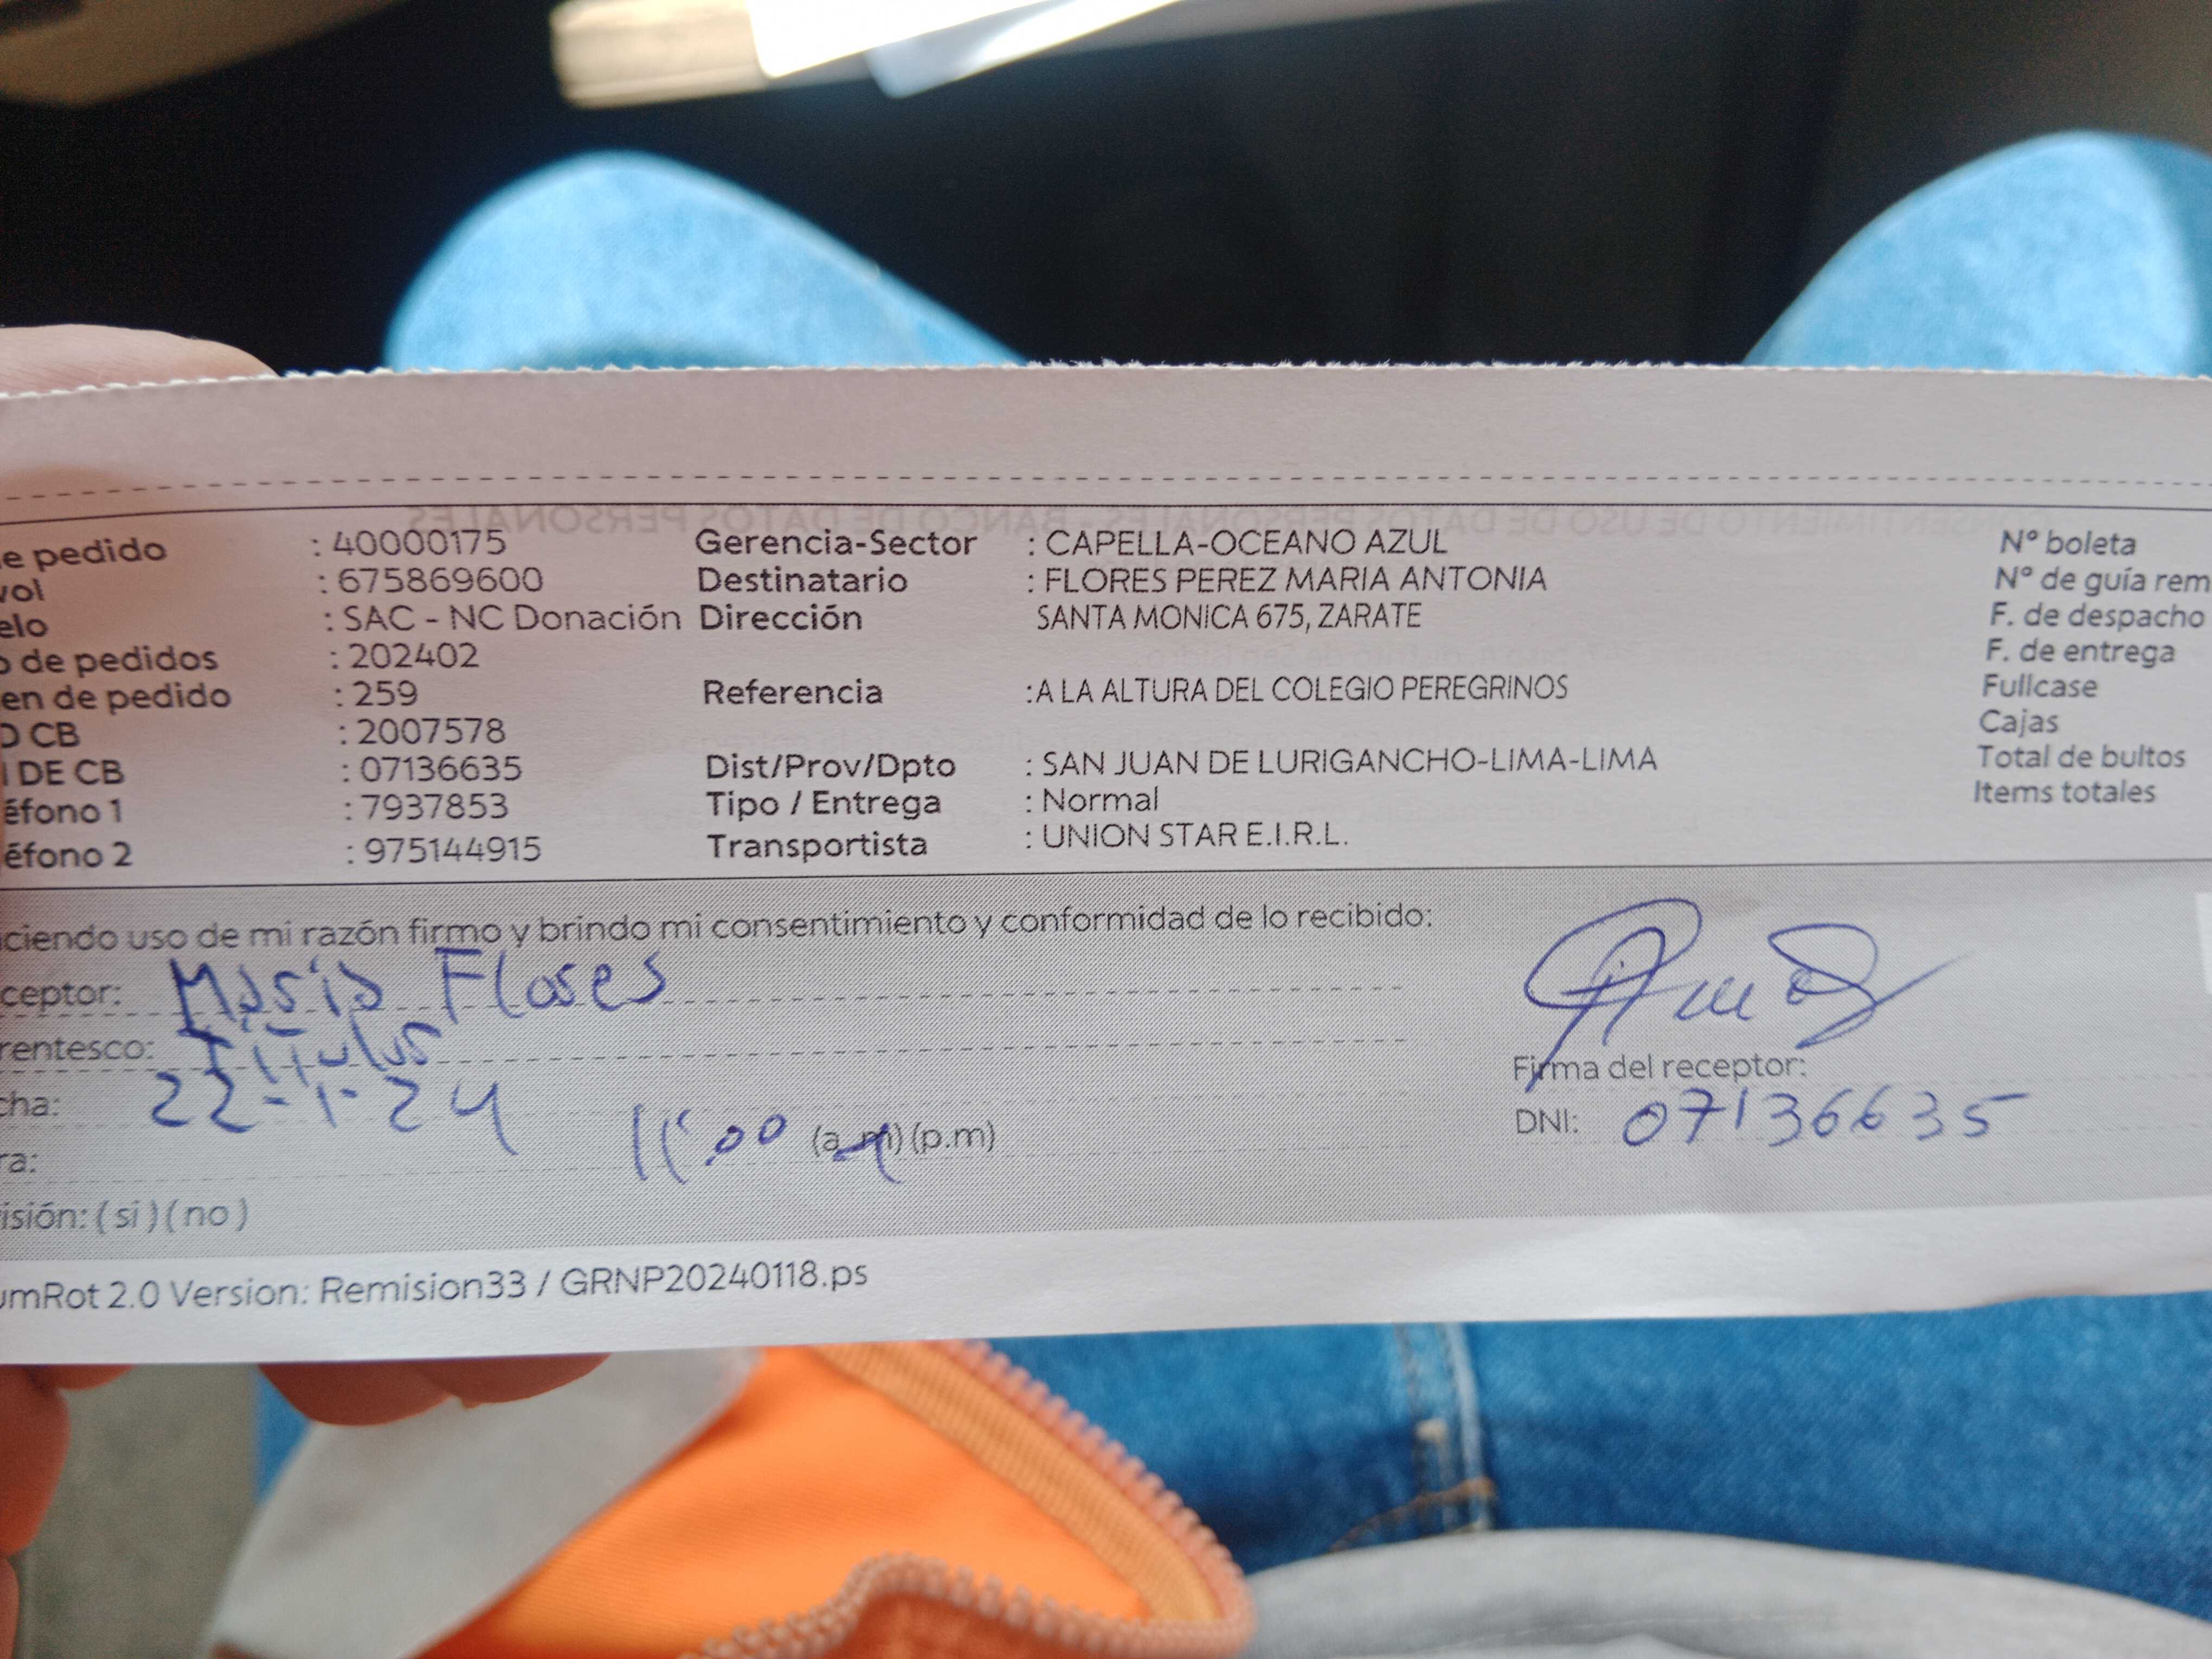 e pedido : 40000175 Gerencia-Sector : CAPELLA-OCEANO AZUL Nº boleta
vol : 675869600 Destinatario : FLORES PEREZ MARIA ANTONIA Nº de guía rem
elo : SAC - NC Donación Dirección SANTA MONICA 675, ZARATE F. de despacho
o de pedidos : 202402 F. de entrega
en de pedido : 259 Referencia :A LA ALTURA DEL COLEGIO PEREGRINOS Fullcase
D CB : 2007578 Cajas
I DE CB : 07136635 Dist/Prov/Dpto : SAN JUAN DE LURIGANCHO-LIMA-LIMA Total de bultos
éfono 1 : 7937853 Tipo / Entrega : Normal Items totales
éfono 2 : 975144915 Transportista : UNION STAR E.I.R.L.
ciendo uso de mi razón firmo y brindo mi consentimiento y conformidad de lo recibido:
ceptor: María Flores
rentesco: Titular
Firma del receptor:
cha: 22-1-24
DNI: 07136635
ra: 11:00 (a.m) (p.m)
isión: ( si ) ( no )
umRot 2.0 Version: Remision33 / GRNP20240118.ps